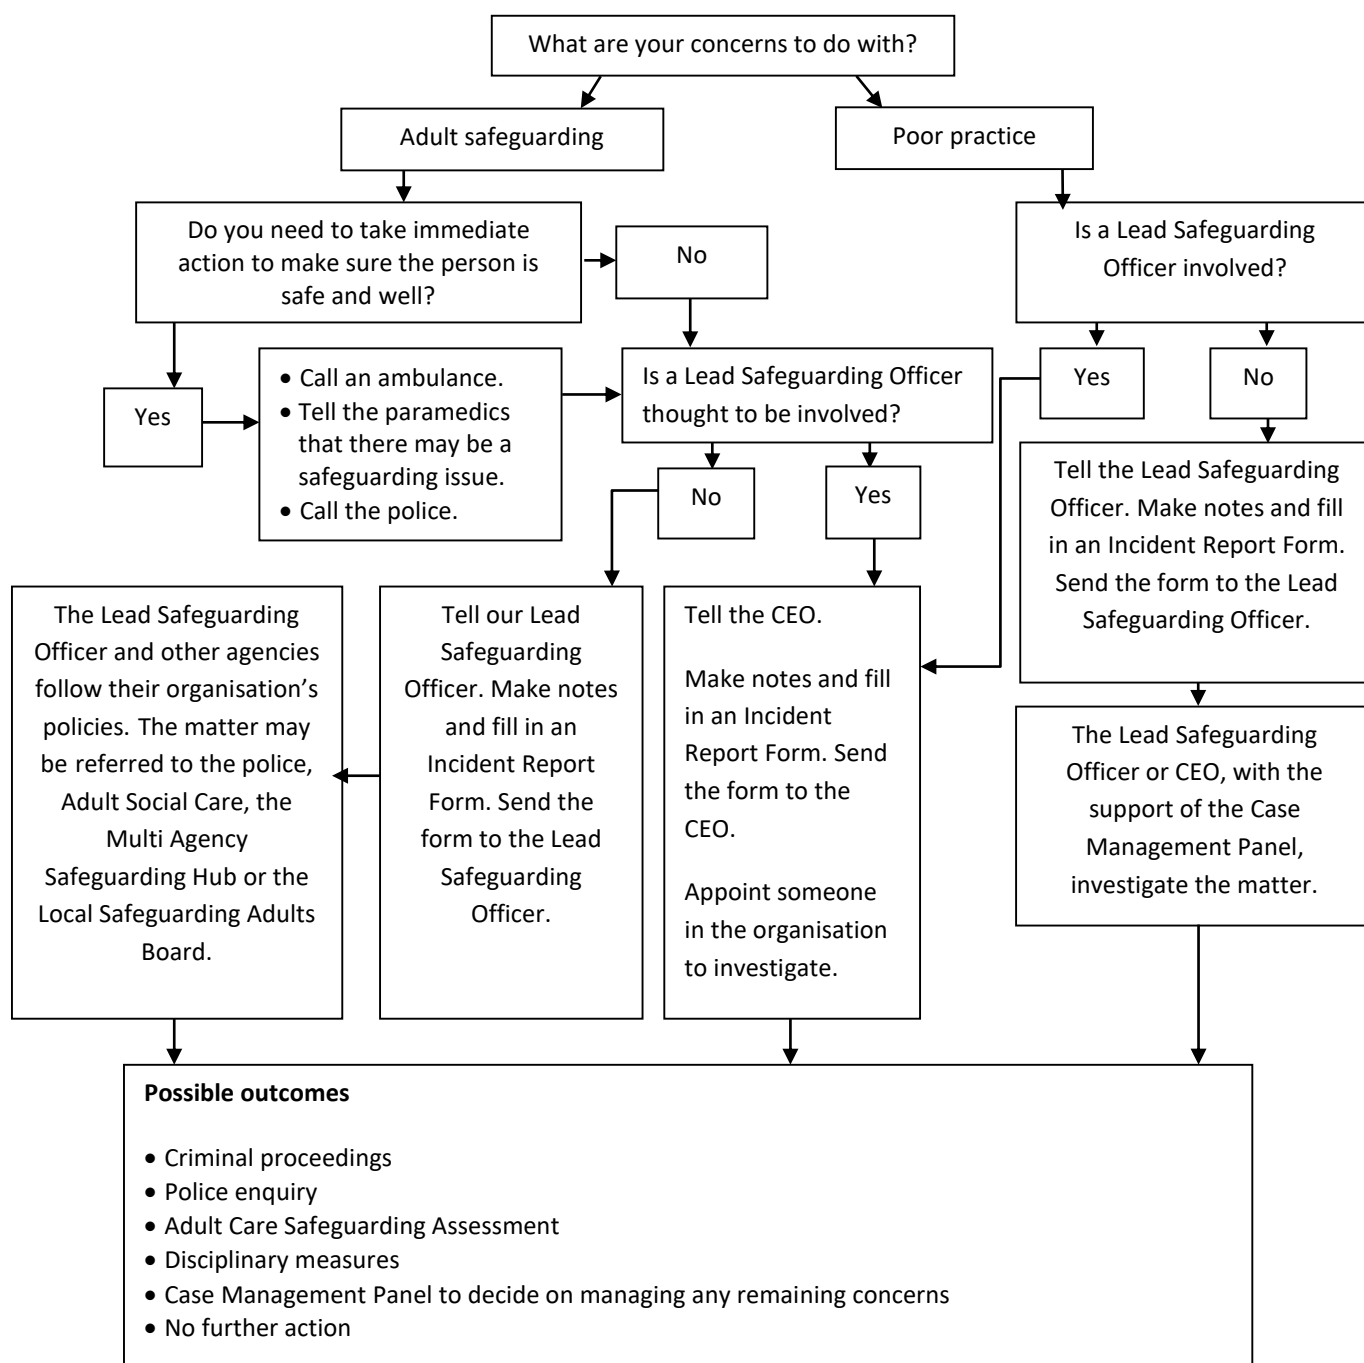 What are your concerns to do with?
Adult safeguarding
Poor practice
Do you need to take immediate
action to make sure the person is
safe and well?
No
Is a Lead Safeguarding
Officer involved?
Yes
• Call an ambulance.
• Tell the paramedics
that there may be a
safeguarding issue.
• Call the police.
Is a Lead Safeguarding Officer
thought to be involved?
Yes
No
No
Yes
Tell the Lead Safeguarding
Officer. Make notes and fill
in an Incident Report Form.
Send the form to the Lead
Safeguarding Officer.
The Lead Safeguarding
Officer and other agencies
follow their organisation’s
policies. The matter may
be referred to the police,
Adult Social Care, the
Multi Agency
Safeguarding Hub or the
Local Safeguarding Adults
Board.
Tell our Lead
Safeguarding
Officer. Make notes
and fill in an
Incident Report
Form. Send the
form to the Lead
Safeguarding
Officer.
Tell the CEO.
Make notes and fill
in an Incident
Report Form. Send
the form to the
CEO.
Appoint someone
in the organisation
to investigate.
The Lead Safeguarding
Officer or CEO, with the
support of the Case
Management Panel,
investigate the matter.
Possible outcomes
• Criminal proceedings
• Police enquiry
• Adult Care Safeguarding Assessment
• Disciplinary measures
• Case Management Panel to decide on managing any remaining concerns
• No further action